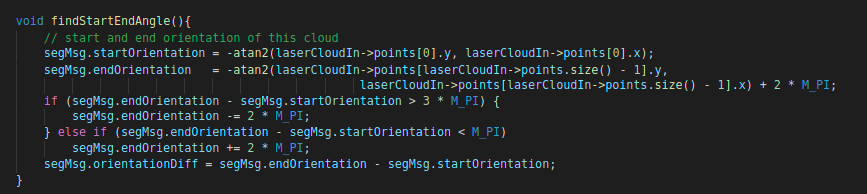 void findStartEndAngle(){
    // start and end orientation of this cloud
    segMsg.startOrientation = -atan2(laserCloudIn->points[0].y, laserCloudIn->points[0].x);
    segMsg.endOrientation   = -atan2(laserCloudIn->points[laserCloudIn->points.size() - 1].y,
                                                     laserCloudIn->points[laserCloudIn->points.size() - 1].x) + 2 * M_PI;
    if (segMsg.endOrientation - segMsg.startOrientation > 3 * M_PI) {
        segMsg.endOrientation -= 2 * M_PI;
    } else if (segMsg.endOrientation - segMsg.startOrientation < M_PI)
        segMsg.endOrientation += 2 * M_PI;
    segMsg.orientationDiff = segMsg.endOrientation - segMsg.startOrientation;
}